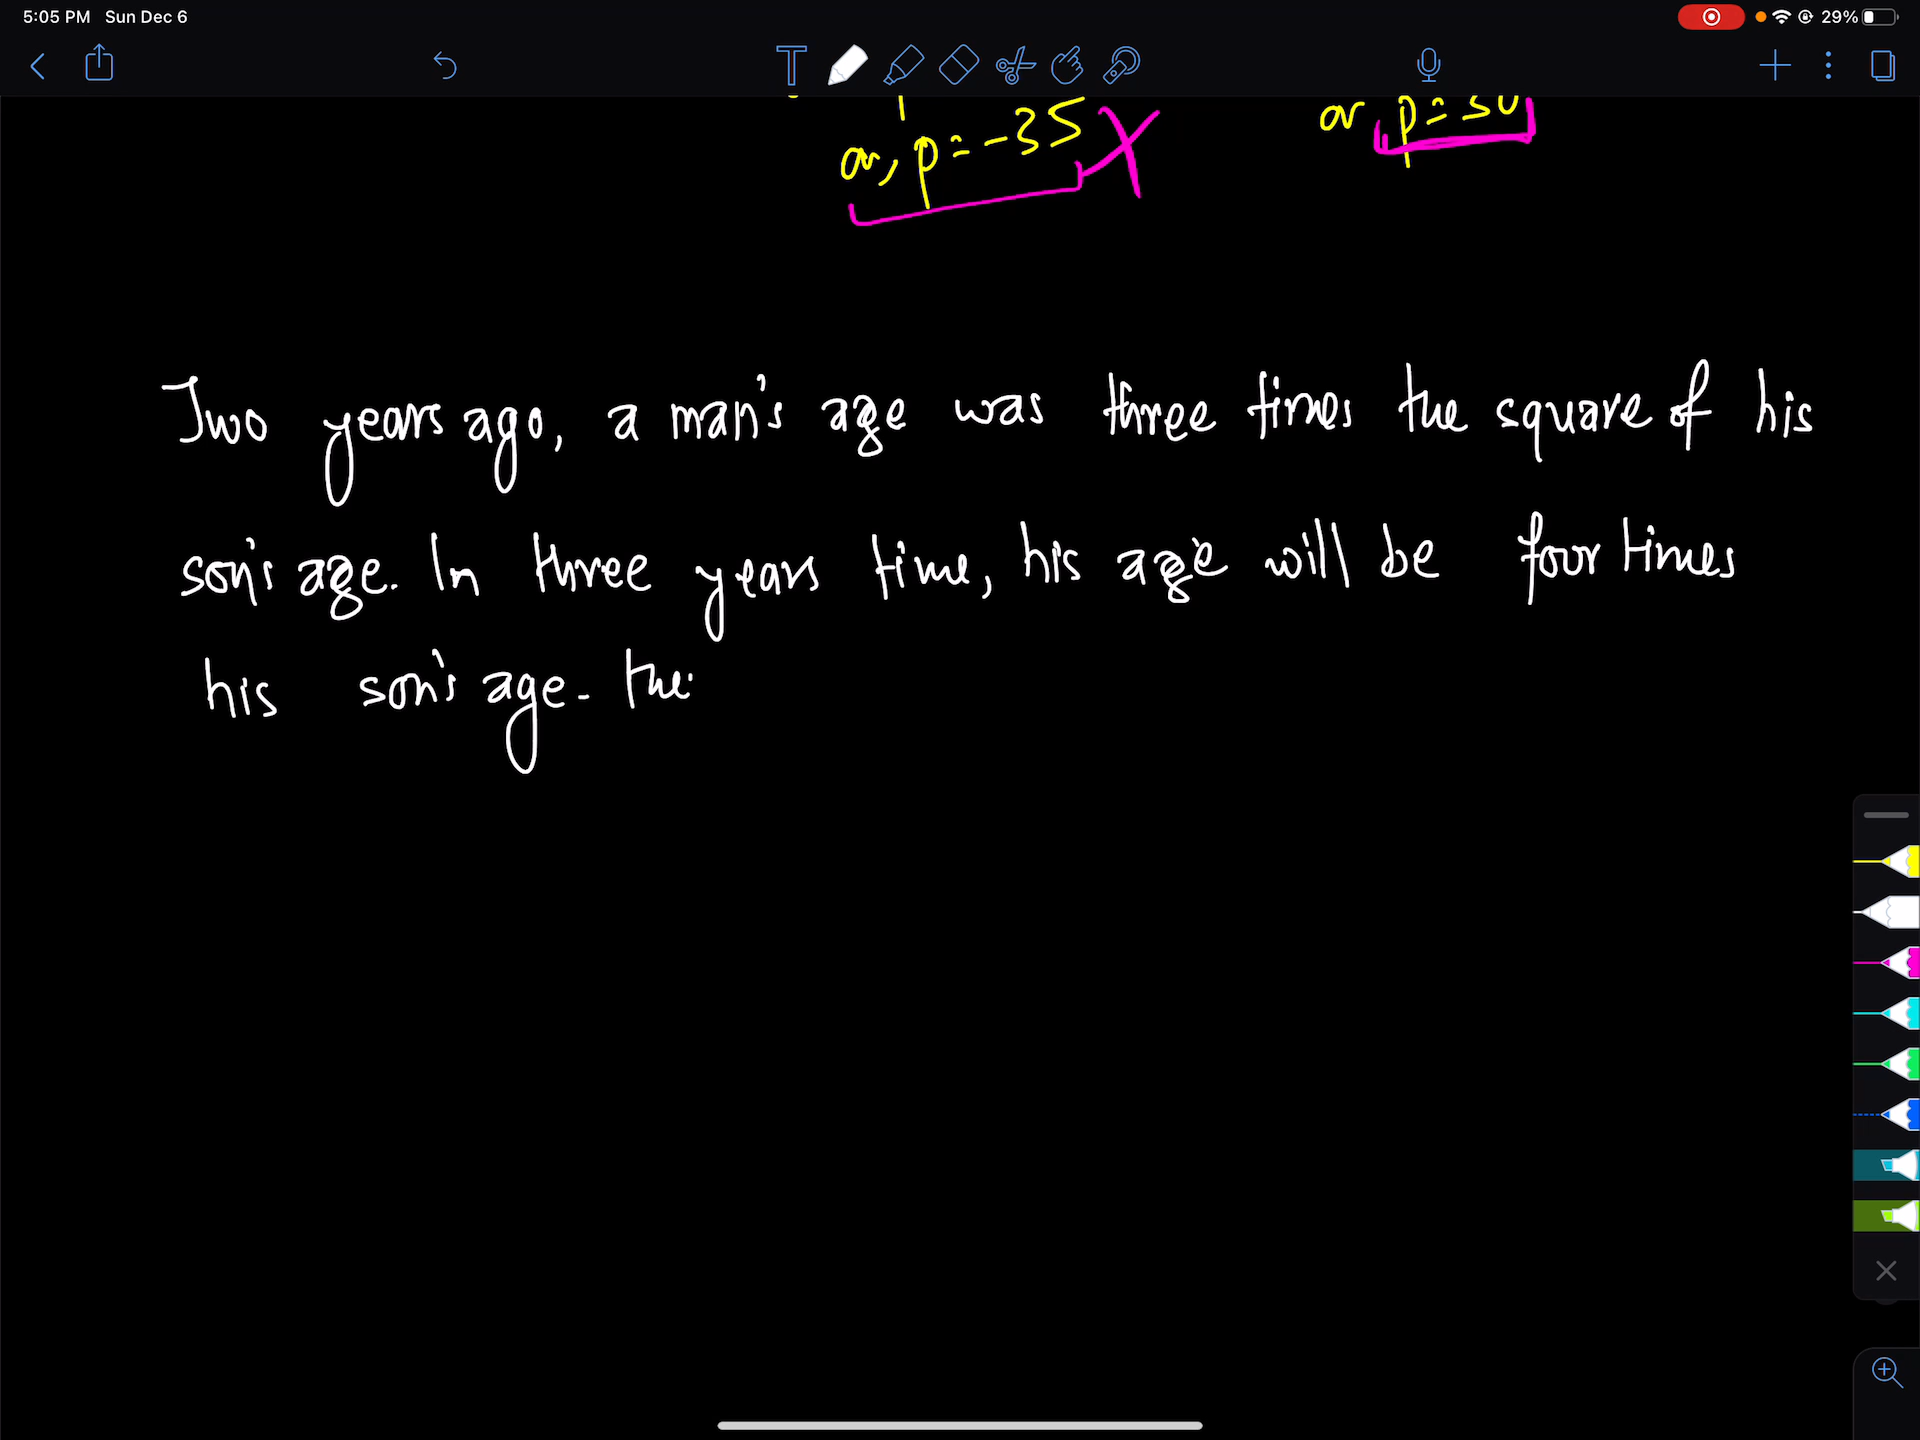 5:05 PM Sun Dec 6
29%
or, p = -35
or p = 30
Two years ago, a man's age was three times the square of his
son's age. In three years time, his age will be four times
his son's age. the